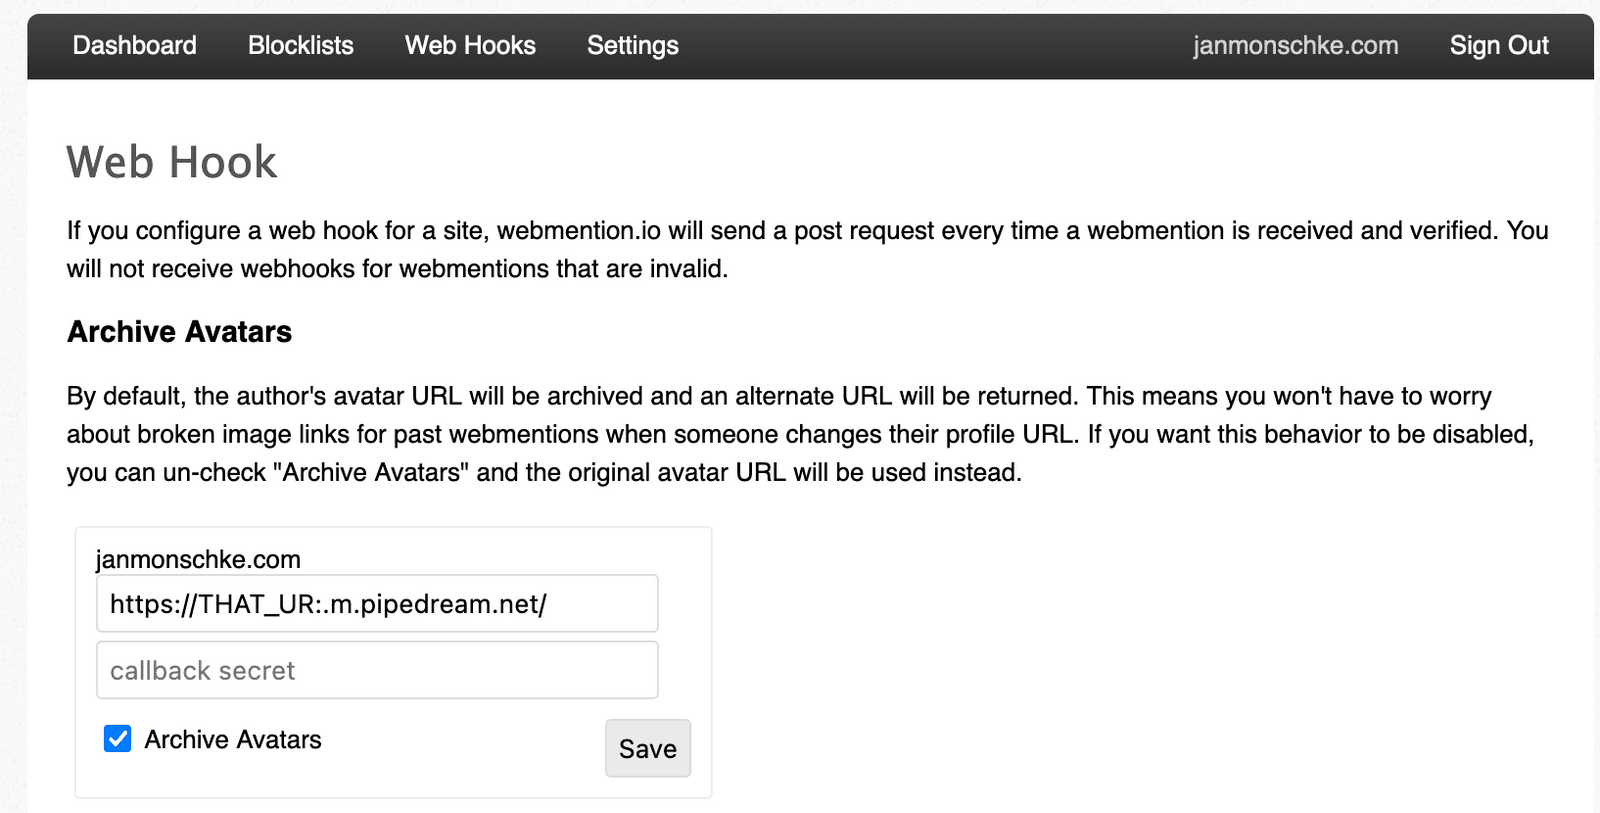 Dashboard Blocklists Web Hooks Settings janmonschke.com Sign Out
Web Hook
If you configure a web hook for a site, webmention.io will send a post request every time a webmention is received and verified. You
will not receive webhooks for webmentions that are invalid.
Archive Avatars
By default, the author's avatar URL will be archived and an alternate URL will be returned. This means you won't have to worry
about broken image links for past webmentions when someone changes their profile URL. If you want this behavior to be disabled,
you can un-check "Archive Avatars" and the original avatar URL will be used instead.
janmonschke.com
https://THAT_UR:.m.pipedream.net/
callback secret
Archive Avatars Save